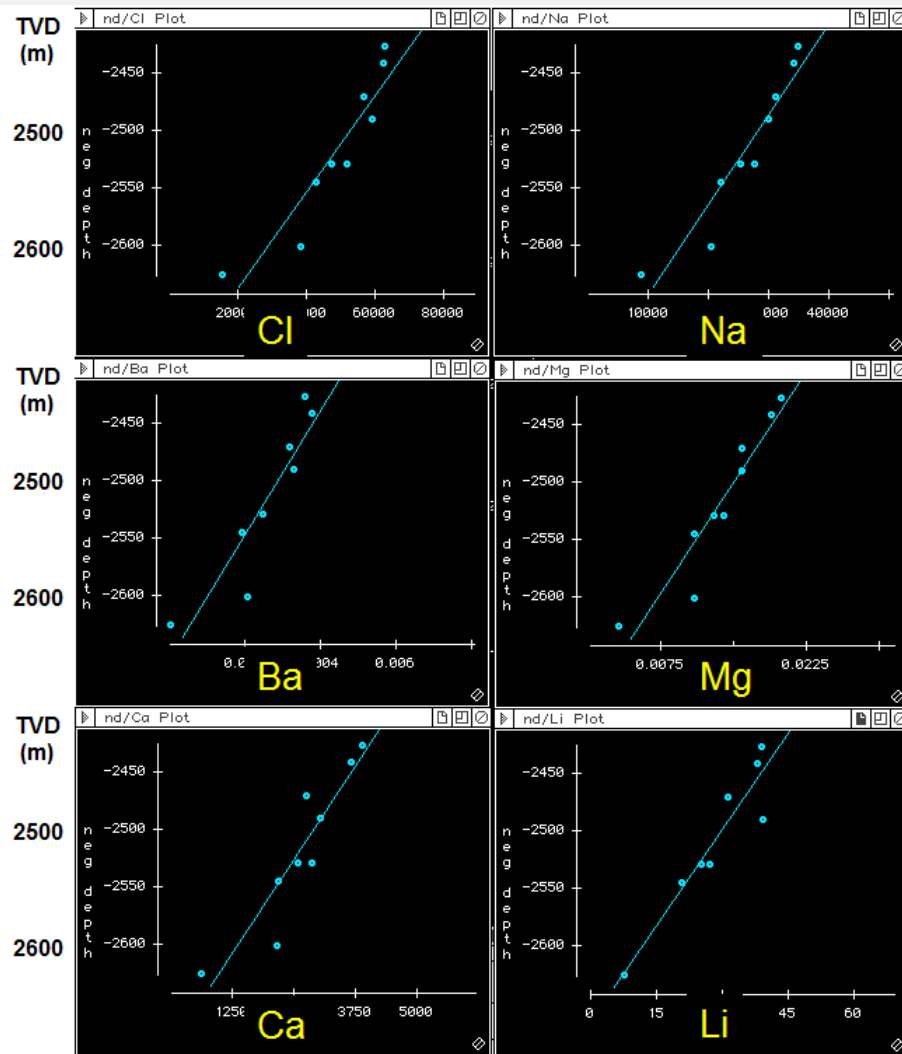 TVD
(m)
2500
2600
nd/Cl Plot
-2450
-2500
-2550
-2600
neg depth
60000
80000
Cl
nd/Na Plot
-2450
-2500
-2550
-2600
neg depth
10000
40000
Na
TVD
(m)
2500
2600
nd/Ba Plot
-2450
-2500
-2550
-2600
neg depth
0.006
Ba
nd/Mg Plot
-2450
-2500
-2550
-2600
neg depth
0.0075
0.0225
Mg
TVD
(m)
2500
2600
nd/Ca Plot
-2450
-2500
-2550
-2600
neg depth
3750
5000
Ca
nd/Li Plot
-2450
-2500
-2550
-2600
neg depth
0
15
45
60
Li